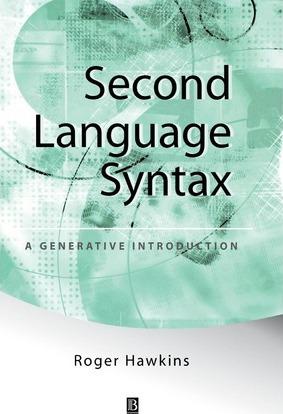 Second
Language
Syntax
A GENERATIVE INTRODUCTION
Roger Hawkins
B